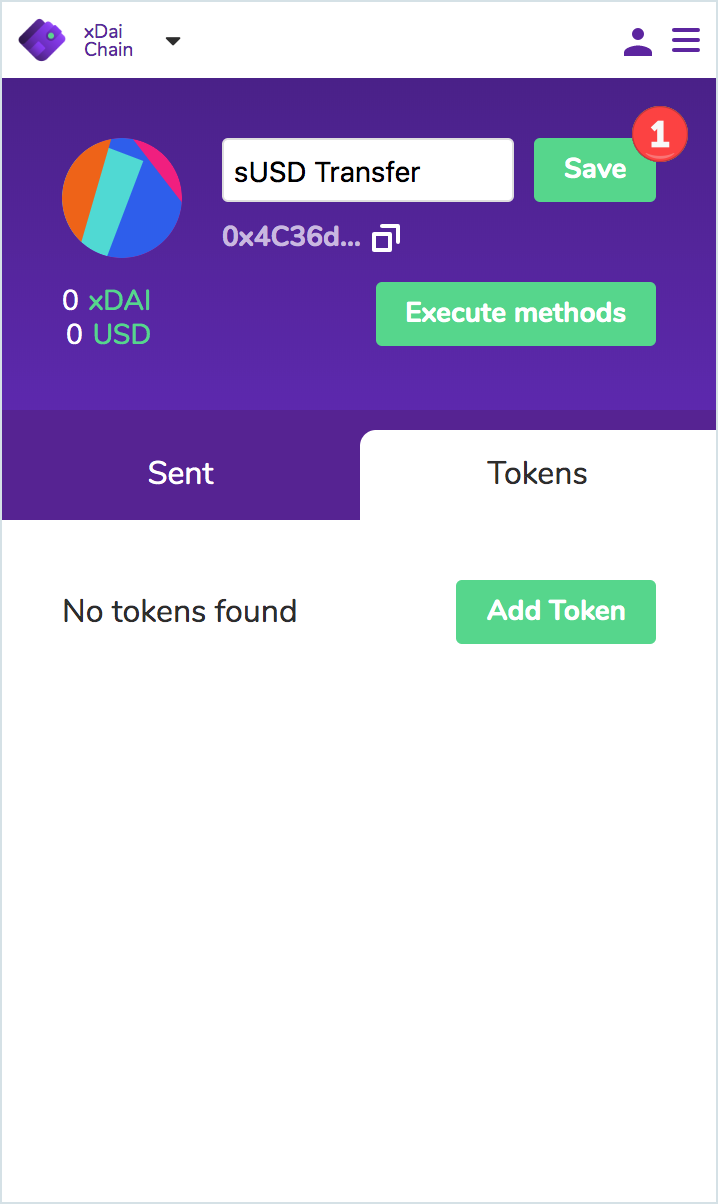 xDai
Chain
1
sUSD Transfer
Save
0x4C36d...
0 xDAI
0 USD
Execute methods
Sent
Tokens
No tokens found
Add Token